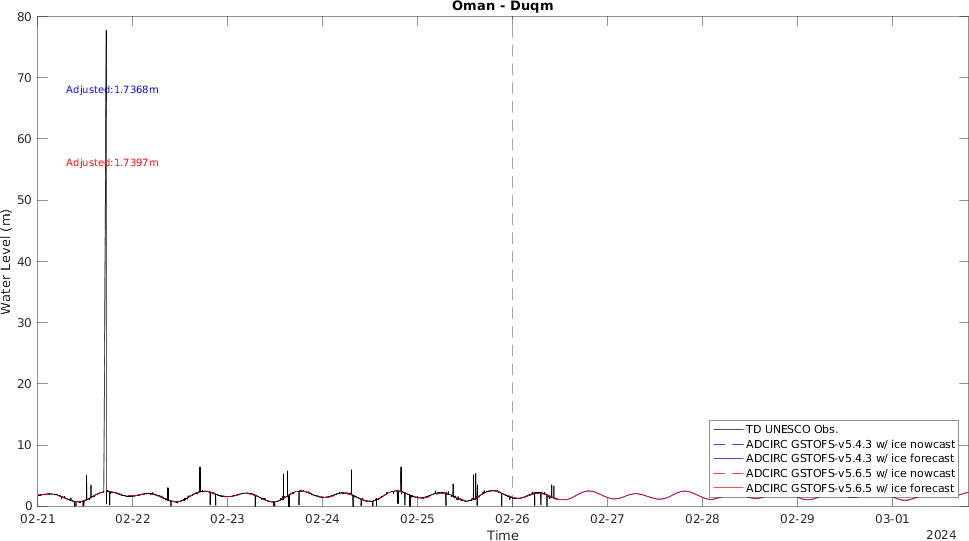 Oman - Duqm
80
70
60
50
40
30
20
10
0
Water Level (m)
Adjusted:1.7368m
Adjusted:1.7397m
TD UNESCO Obs.
ADCIRC GSTOFS-v5.4.3 w/ ice nowcast
ADCIRC GSTOFS-v5.4.3 w/ ice forecast
ADCIRC GSTOFS-v5.6.5 w/ ice nowcast
ADCIRC GSTOFS-v5.6.5 w/ ice forecast
02-21 02-22 02-23 02-24 02-25 02-26 02-27 02-28 02-29 03-01
Time
2024